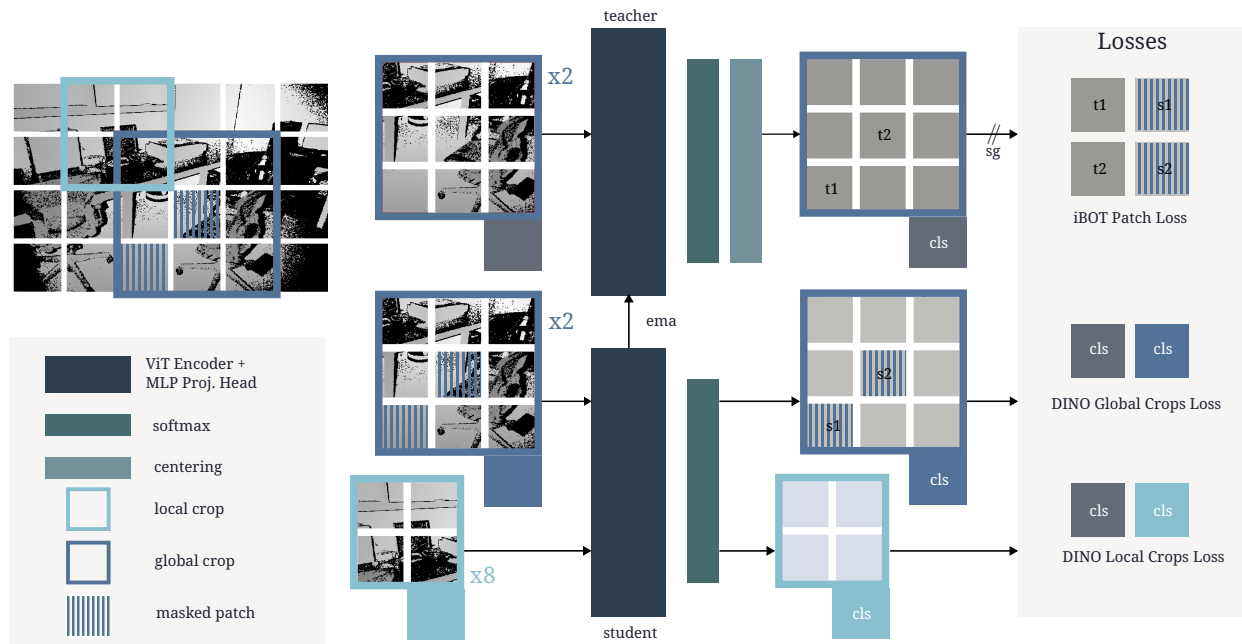 teacher
Losses
x2
t1
s1
t2
t2
s2
sg
t1
iBOT Patch Loss
cls
x2
ema
ViT Encoder +
MLP Proj. Head
cls
cls
s2
DINO Global Crops Loss
softmax
s1
centering
cls
local crop
cls
cls
DINO Local Crops Loss
global crop
x8
masked patch
cls
student